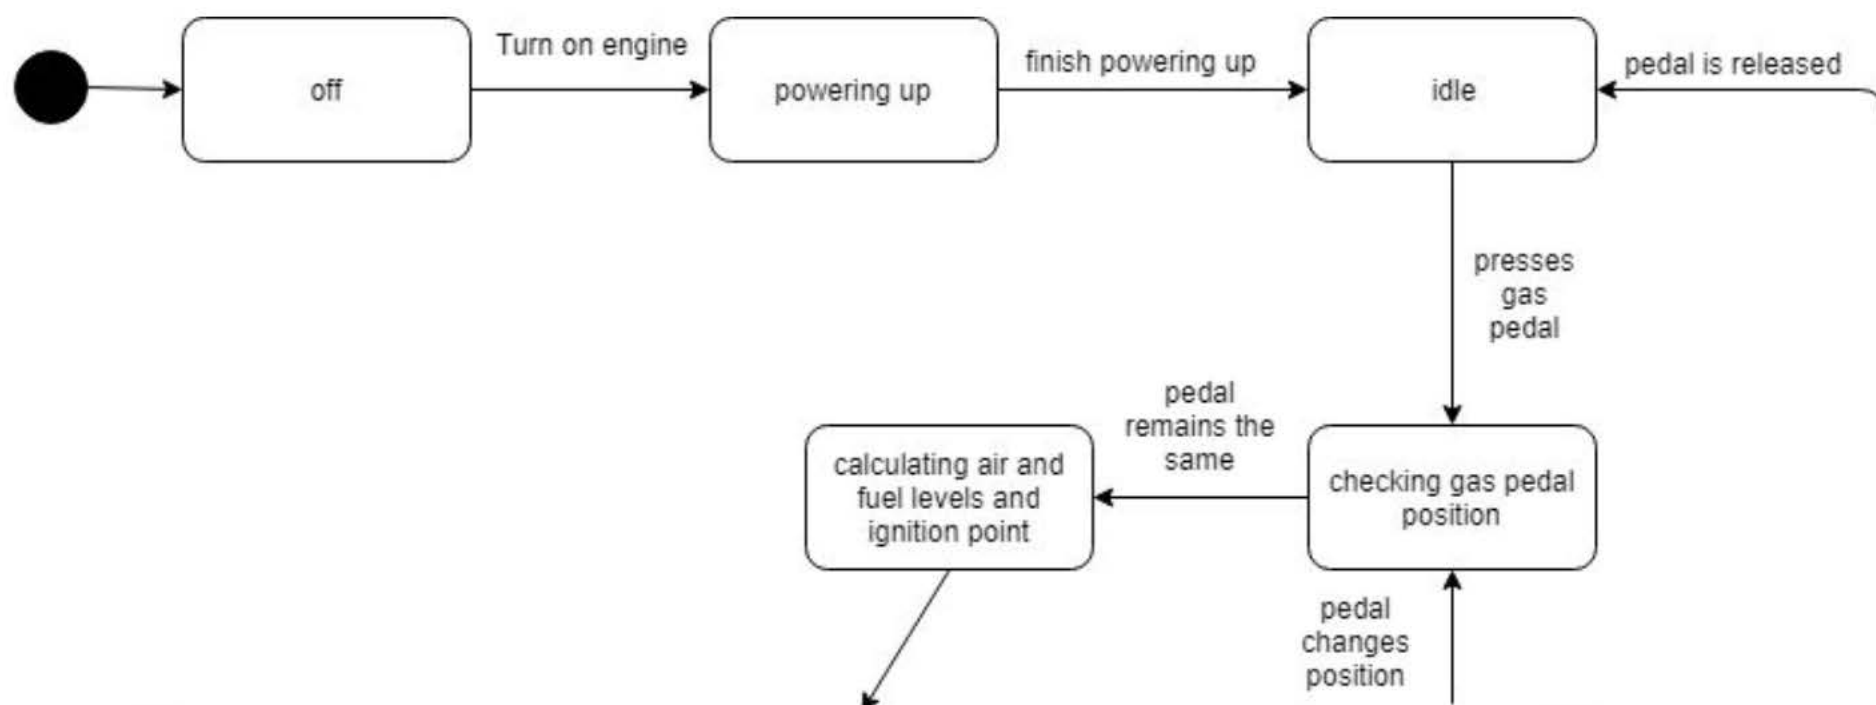 Turn on engine
finish powering up
pedal is released
off
powering up
idle
presses
gas
pedal
pedal
remains the
same
calculating air and
fuel levels and
ignition point
checking gas pedal
position
pedal
changes
position